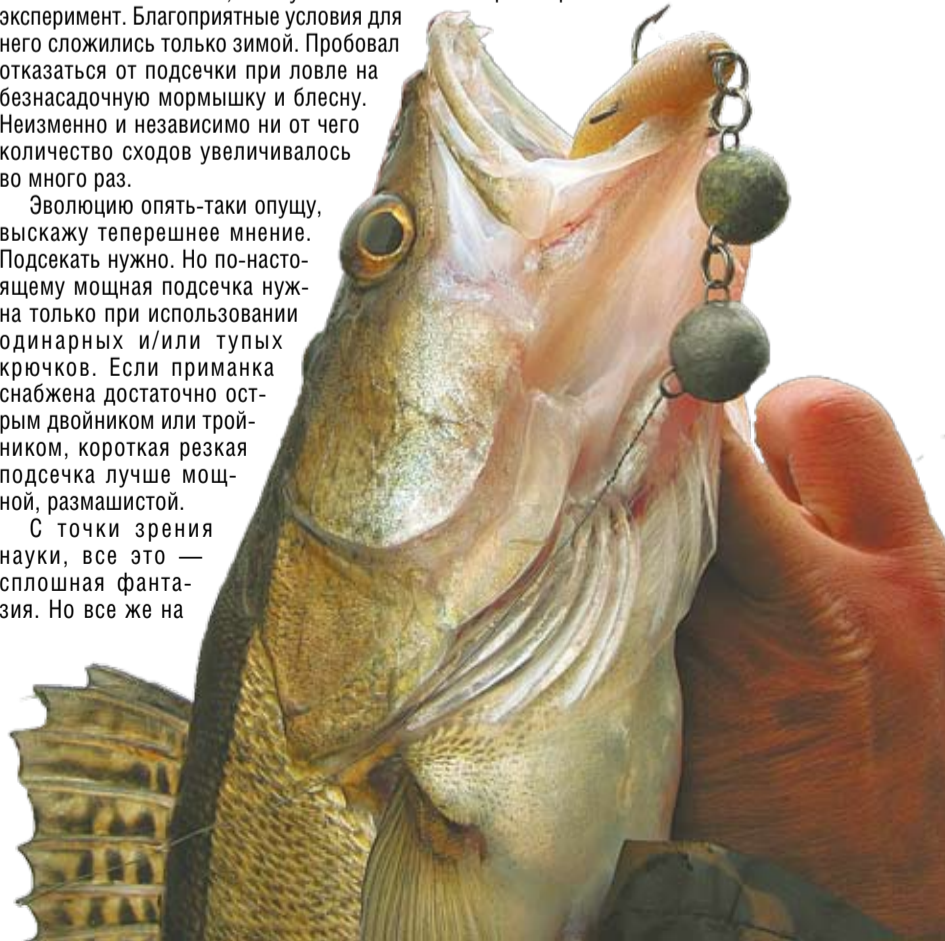 эксперимент. Благоприятные условия для
него сложились только зимой. Пробовал
отказаться от подсечки при ловле на
безнасадочную мормышку и блесну.
Неизменно и независимо ни от чего
количество сходов увеличивалось
во много раз.
Эволюцию опять-таки опущу,
выскажу теперешнее мнение.
Подсекать нужно. Но по-насто-
ящему мощная подсечка нуж-
на только при использовании
одинарных и/или тупых
крючков. Если приманка
снабжена достаточно ост-
рым двойником или трой-
ником, короткая резкая
подсечка лучше мощ-
ной, размашистой.
С точки зрения
науки, все это —
сплошная фанта-
зия. Но все же на